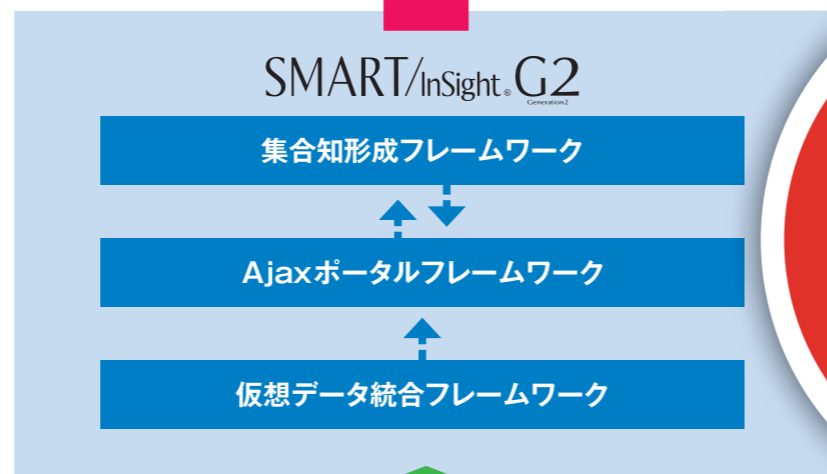 SMART/InSight® G2
Generation2
集合知形成フレームワーク
Ajaxポータルフレームワーク
仮想データ統合フレームワーク